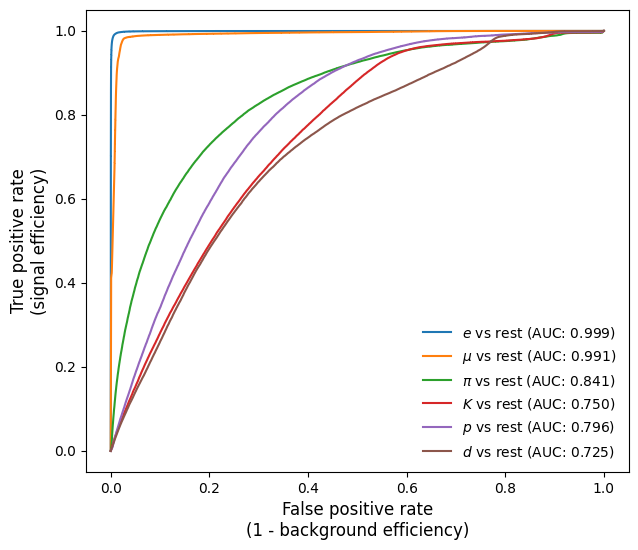 1.0
0.8
0.6
0.4
0.2
0.0
True positive rate
(signal efficiency)
e vs rest (AUC: 0.999)
μ vs rest (AUC: 0.991)
π vs rest (AUC: 0.841)
K vs rest (AUC: 0.750)
p vs rest (AUC: 0.796)
d vs rest (AUC: 0.725)
0.0 0.2 0.4 0.6 0.8 1.0
False positive rate
(1 - background efficiency)